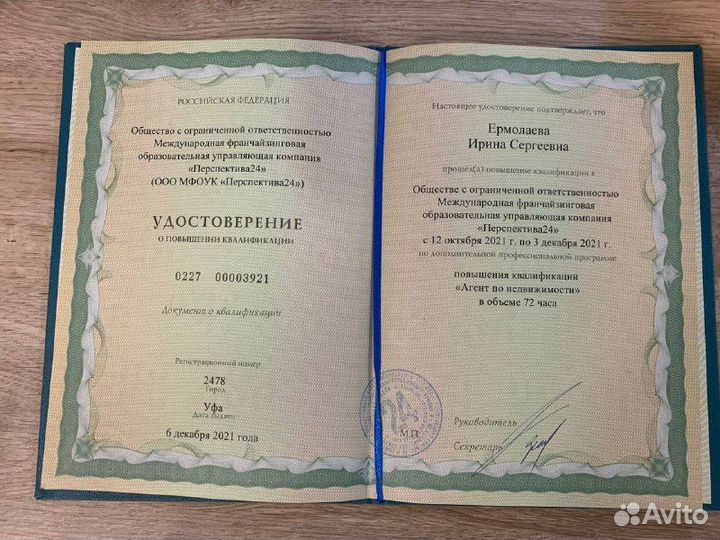 РОССИЙСКАЯ ФЕДЕРАЦИЯ
Общество с ограниченной ответственностью
Международная франчайзинговая
образовательная управляющая компания
«Перспектива24»
(ООО МФОУК «Перспектива24»)
УДОСТОВЕРЕНИЕ
О ПОВЫШЕНИИ КВАЛИФИКАЦИИ
0227 00003921
Документ о квалификации
Регистрационный номер
2478
Город
Уфа
Дата выдачи
6 декабря 2021 года
Настоящее удостоверение подтверждает, что
Ермолаева
Ирина Сергеевна
прошел(а) повышение квалификации в
Обществе с ограниченной ответственностью
Международная франчайзинговая
образовательная управляющая компания
«Перспектива24»
с 12 октября 2021 г. по 3 декабря 2021 г.
по дополнительной профессиональной программе
повышения квалификации
«Агент по недвижимости»
в объеме 72 часа
М.П.
Руководитель
Секретарь
Avito